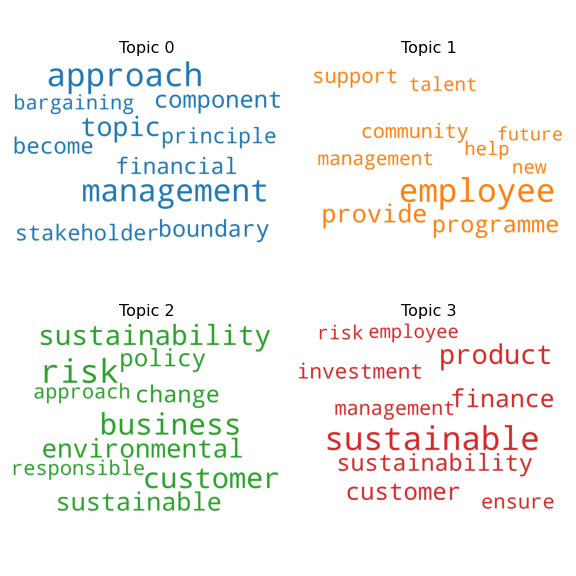 Topic 0
approach
bargaining component
topic principle
become
financial
management
stakeholder boundary
Topic 1
support talent
community future
help
management new
employee
provide programme
Topic 2
sustainability
risk policy
approach change
business
environmental
responsible customer
sustainable
Topic 3
risk employee
product
investment
management finance
sustainable
sustainability
customer ensure